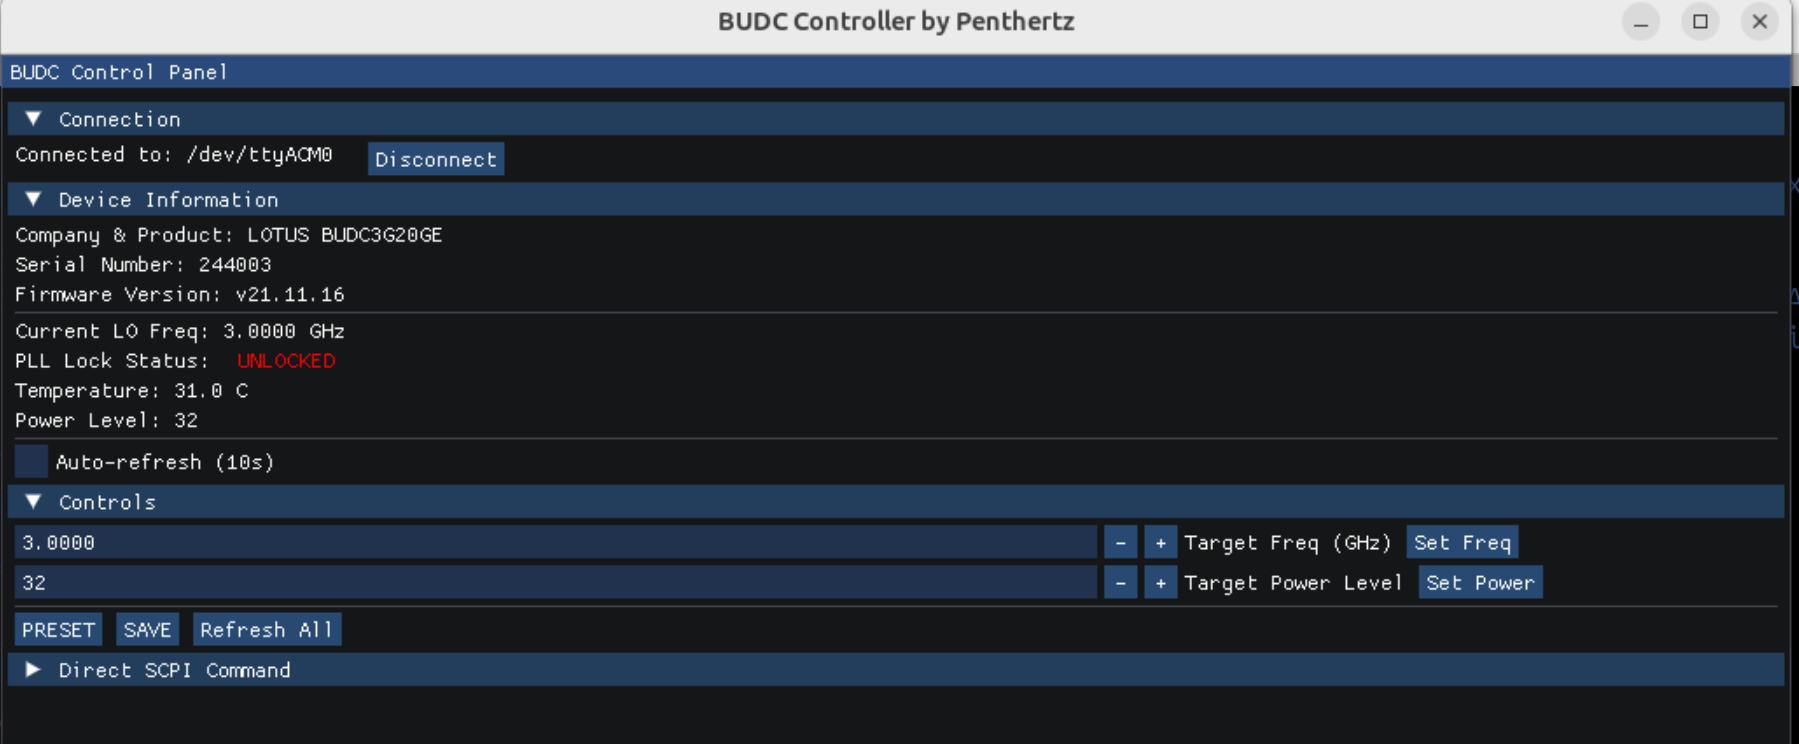 BUDC Controller by Penthertz
BUDC Control Panel
Connection
Connected to: /dev/ttyACM0 Disconnect
Device Information
Company & Product: LOTUS BUDC3G20GE
Serial Number: 244003
Firmware Version: v21.11.16
Current LO Freq: 3.0000 GHz
PLL Lock Status: UNLOCKED
Temperature: 31.0 C
Power Level: 32
Auto-refresh (10s)
Controls
3.0000 - + Target Freq (GHz) Set Freq
32 - + Target Power Level Set Power
PRESET SAVE Refresh All
Direct SCPI Command